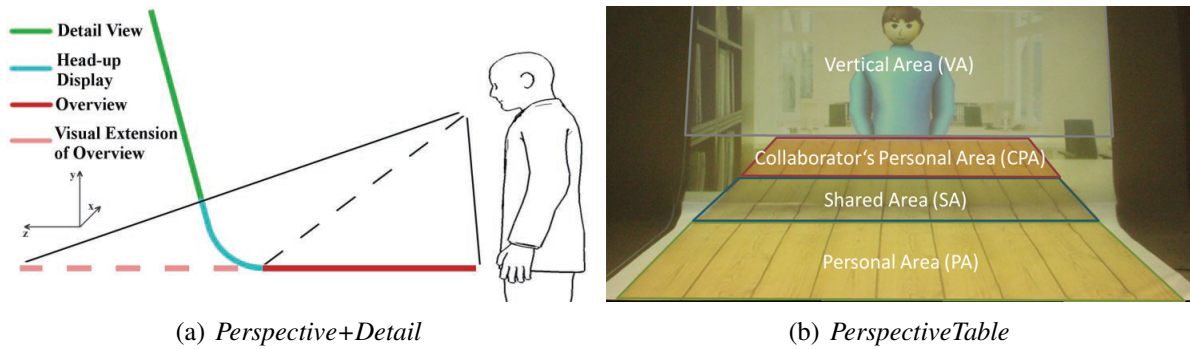 Detail View
Head-up
Display
Overview
Visual Extension
of Overview
y
x
z
(a) Perspective+Detail
Vertical Area (VA)
Collaborator‘s Personal Area (CPA)
Shared Area (SA)
Personal Area (PA)
(b) PerspectiveTable